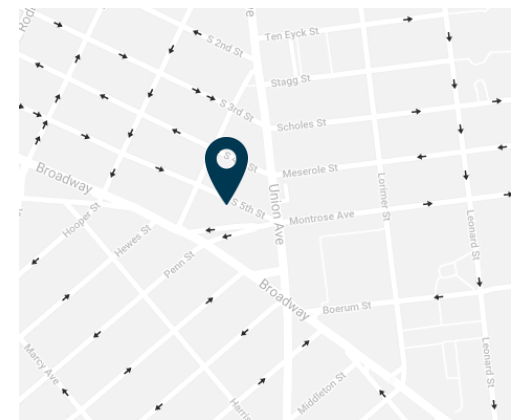 S 2nd St
Ten Eyck St
Stagg St
S 3rd St
Scholes St
Meserole St
Broadway
Lorimer St
Union Ave
S 5th St
Montrose Ave
Hooper St
Hewes St
Leonard St
Penn St
Broadway
Boerum St
Marcy Ave
Leonard St
Middleton St